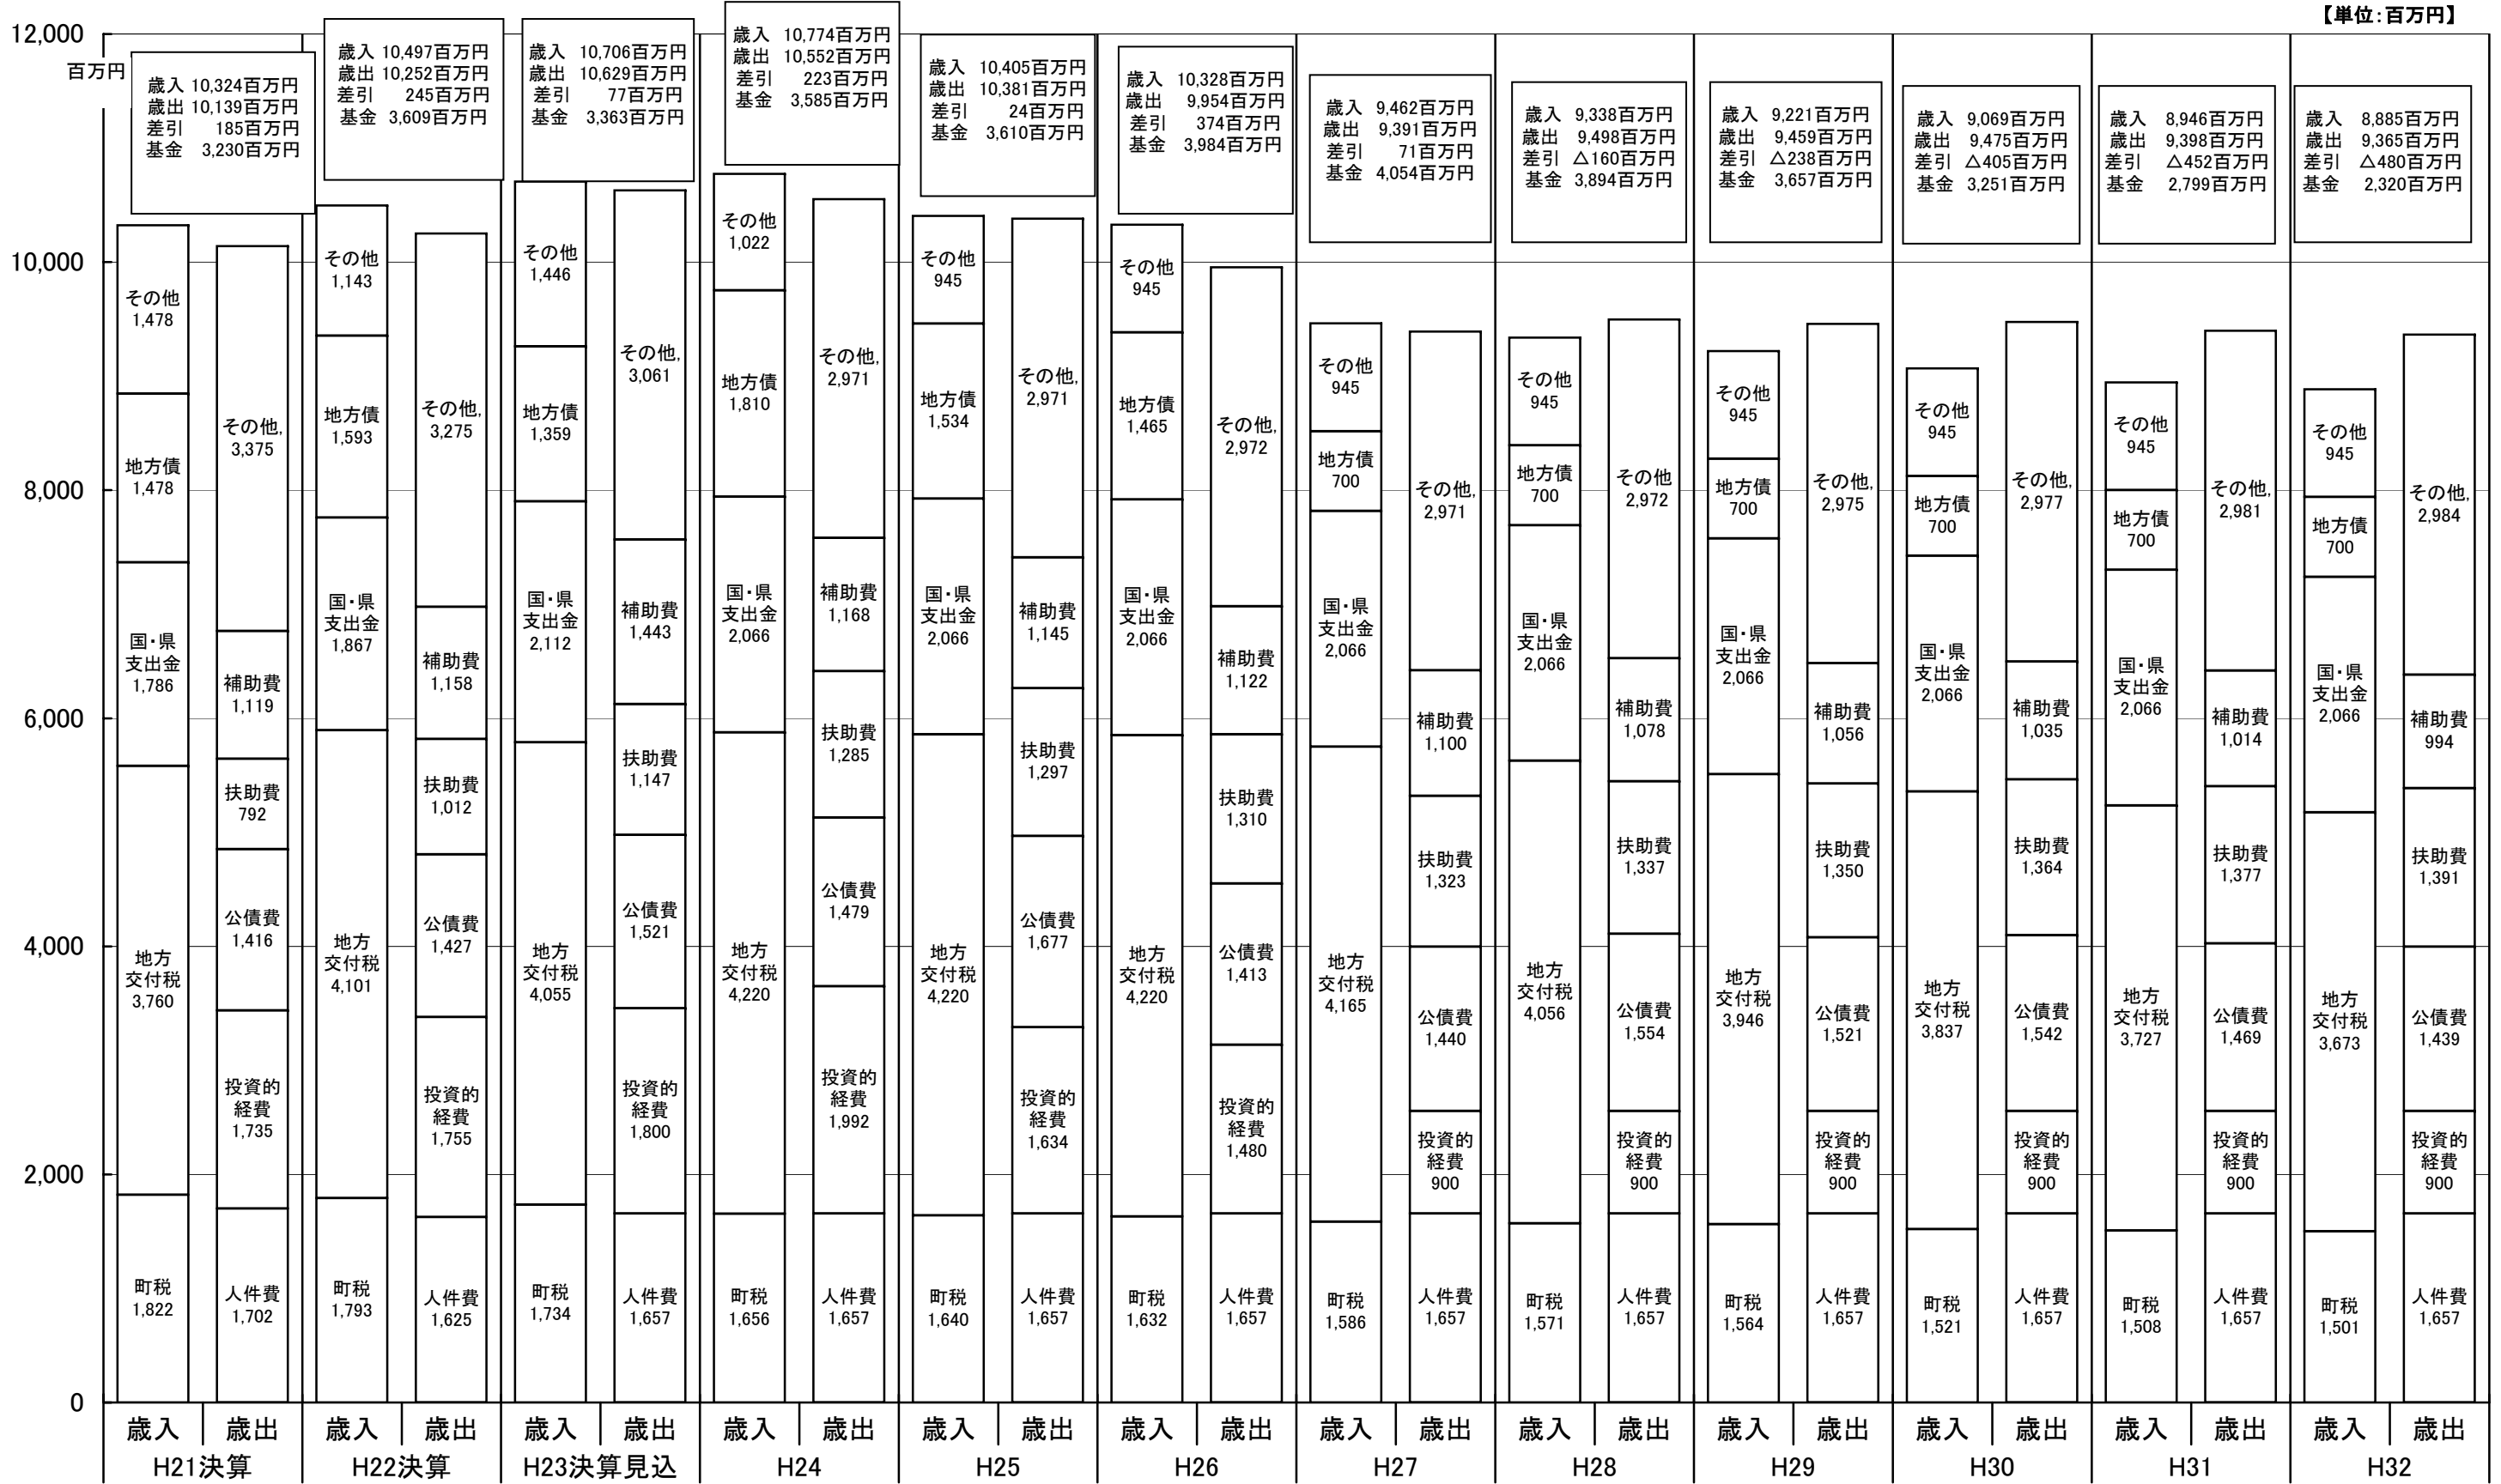 【単位：百万円】
12,000
百万円
10,000
8,000
6,000
4,000
2,000
0
歳入 10,324百万円
歳出 10,139百万円
差引 185百万円
基金 3,230百万円
その他
1,478
地方債
1,478
国・県
支出金
1,786
地方
交付税
3,760
町税
1,822
その他,
3,375
補助費
1,119
扶助費
792
公債費
1,416
投資的
経費
1,735
人件費
1,702
歳入 歳出
H21決算
歳入 10,497百万円
歳出 10,252百万円
差引 245百万円
基金 3,609百万円
その他
1,143
地方債
1,593
国・県
支出金
1,867
地方
交付税
4,101
町税
1,793
その他,
3,275
補助費
1,158
扶助費
1,012
公債費
1,427
投資的
経費
1,755
人件費
1,625
歳入 歳出
H22決算
歳入 10,706百万円
歳出 10,629百万円
差引 77百万円
基金 3,363百万円
その他
1,446
地方債
1,359
国・県
支出金
2,112
地方
交付税
4,055
町税
1,734
その他,
3,061
補助費
1,443
扶助費
1,147
公債費
1,521
投資的
経費
1,800
人件費
1,657
歳入 歳出
H23決算見込
歳入 10,774百万円
歳出 10,552百万円
差引 223百万円
基金 3,585百万円
その他
1,022
地方債
1,810
国・県
支出金
2,066
地方
交付税
4,220
町税
1,656
その他,
2,971
補助費
1,168
扶助費
1,285
公債費
1,479
投資的
経費
1,992
人件費
1,657
歳入 歳出
H24
歳入 10,405百万円
歳出 10,381百万円
差引 24百万円
基金 3,610百万円
その他
945
地方債
1,534
国・県
支出金
2,066
地方
交付税
4,220
町税
1,640
その他,
2,971
補助費
1,145
扶助費
1,297
公債費
1,677
投資的
経費
1,634
人件費
1,657
歳入 歳出
H25
歳入 10,328百万円
歳出 9,954百万円
差引 374百万円
基金 3,984百万円
その他
945
地方債
1,465
国・県
支出金
2,066
地方
交付税
4,220
町税
1,632
その他,
2,972
補助費
1,122
扶助費
1,310
公債費
1,413
投資的
経費
1,480
人件費
1,657
歳入 歳出
H26
歳入 9,462百万円
歳出 9,391百万円
差引 71百万円
基金 4,054百万円
その他
945
地方債
700
国・県
支出金
2,066
地方
交付税
4,165
町税
1,586
その他,
2,971
補助費
1,100
扶助費
1,323
公債費
1,440
投資的
経費
900
人件費
1,657
歳入 歳出
H27
歳入 9,338百万円
歳出 9,498百万円
差引 △160百万円
基金 3,894百万円
その他
945
地方債
700
国・県
支出金
2,066
地方
交付税
4,056
町税
1,571
その他,
2,972
補助費
1,078
扶助費
1,337
公債費
1,554
投資的
経費
900
人件費
1,657
歳入 歳出
H28
歳入 9,221百万円
歳出 9,459百万円
差引 △238百万円
基金 3,657百万円
その他
945
地方債
700
国・県
支出金
2,066
地方
交付税
3,946
町税
1,564
その他,
2,975
補助費
1,056
扶助費
1,350
公債費
1,521
投資的
経費
900
人件費
1,657
歳入 歳出
H29
歳入 9,069百万円
歳出 9,475百万円
差引 △405百万円
基金 3,251百万円
その他
945
地方債
700
国・県
支出金
2,066
地方
交付税
3,837
町税
1,521
その他,
2,977
補助費
1,035
扶助費
1,364
公債費
1,542
投資的
経費
900
人件費
1,657
歳入 歳出
H30
歳入 8,946百万円
歳出 9,398百万円
差引 △452百万円
基金 2,799百万円
その他
945
地方債
700
国・県
支出金
2,066
地方
交付税
3,727
町税
1,508
その他,
2,981
補助費
1,014
扶助費
1,377
公債費
1,469
投資的
経費
900
人件費
1,657
歳入 歳出
H31
歳入 8,885百万円
歳出 9,365百万円
差引 △480百万円
基金 2,320百万円
その他
945
地方債
700
国・県
支出金
2,066
地方
交付税
3,673
町税
1,501
その他,
2,984
補助費
994
扶助費
1,391
公債費
1,439
投資的
経費
900
人件費
1,657
歳入 歳出
H32